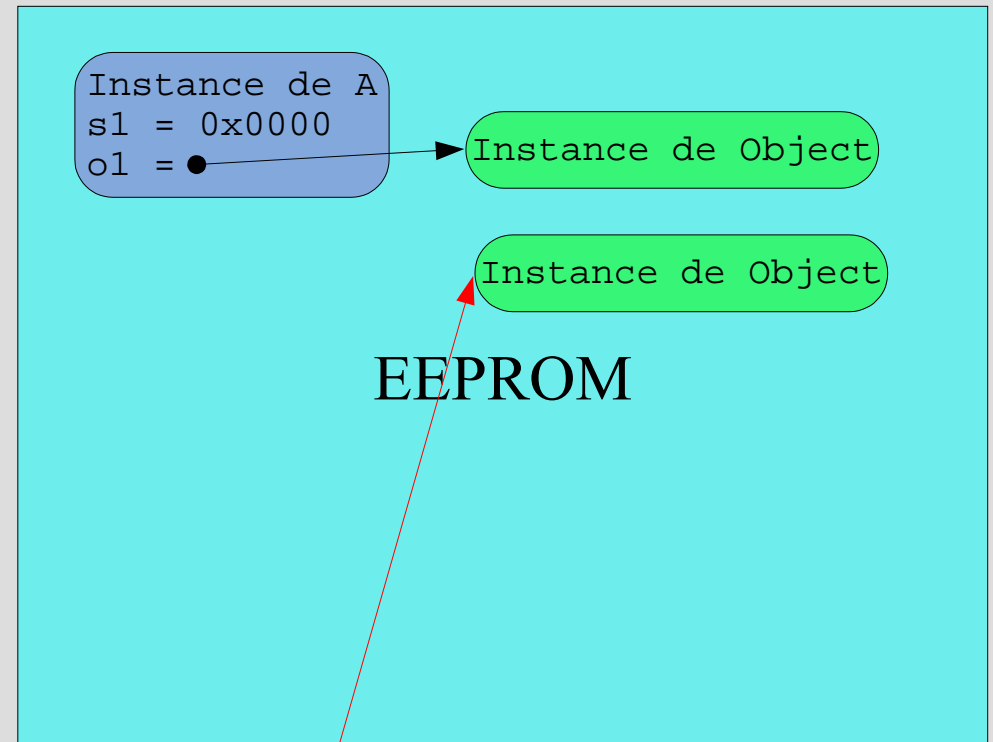 Instance de A
s1 = 0x0000
o1 =
Instance de Object
Instance de Object
EEPROM